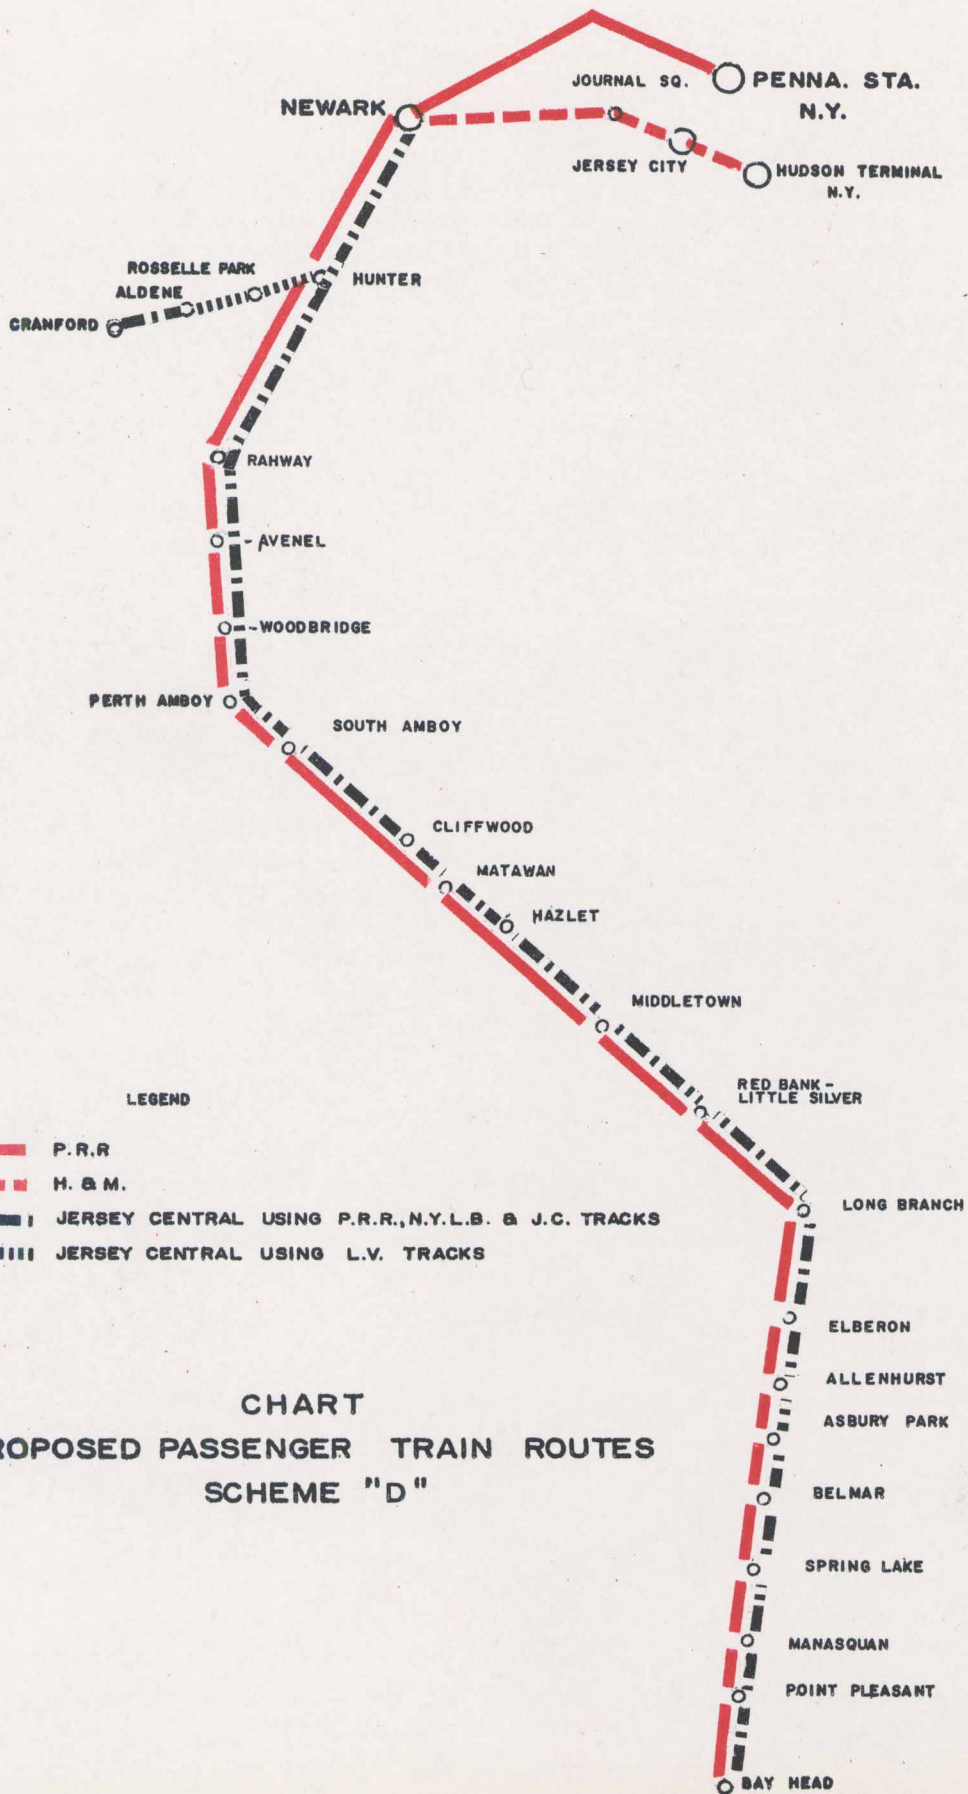 JOURNAL SQ.
PENNA. STA.
N.Y.
NEWARK
JERSEY CITY
HUDSON TERMINAL
N.Y.
ROSSELLE PARK
ALDENE
HUNTER
CRANFORD
RAHWAY
AVENEL
WOODBRIDGE
PERTH AMBOY
SOUTH AMBOY
CLIFFWOOD
MATAWAN
HAZLET
MIDDLETOWN
RED BANK -
LITTLE SILVER
LEGEND
P.R.R
H. & M.
JERSEY CENTRAL USING P.R.R., N.Y.L.B. & J.C. TRACKS
JERSEY CENTRAL USING L.V. TRACKS
LONG BRANCH
ELBERON
ALLENHURST
ASBURY PARK
CHART
ROPOSED PASSENGER TRAIN ROUTES
SCHEME "D"
BELMAR
SPRING LAKE
MANASQUAN
POINT PLEASANT
BAY HEAD